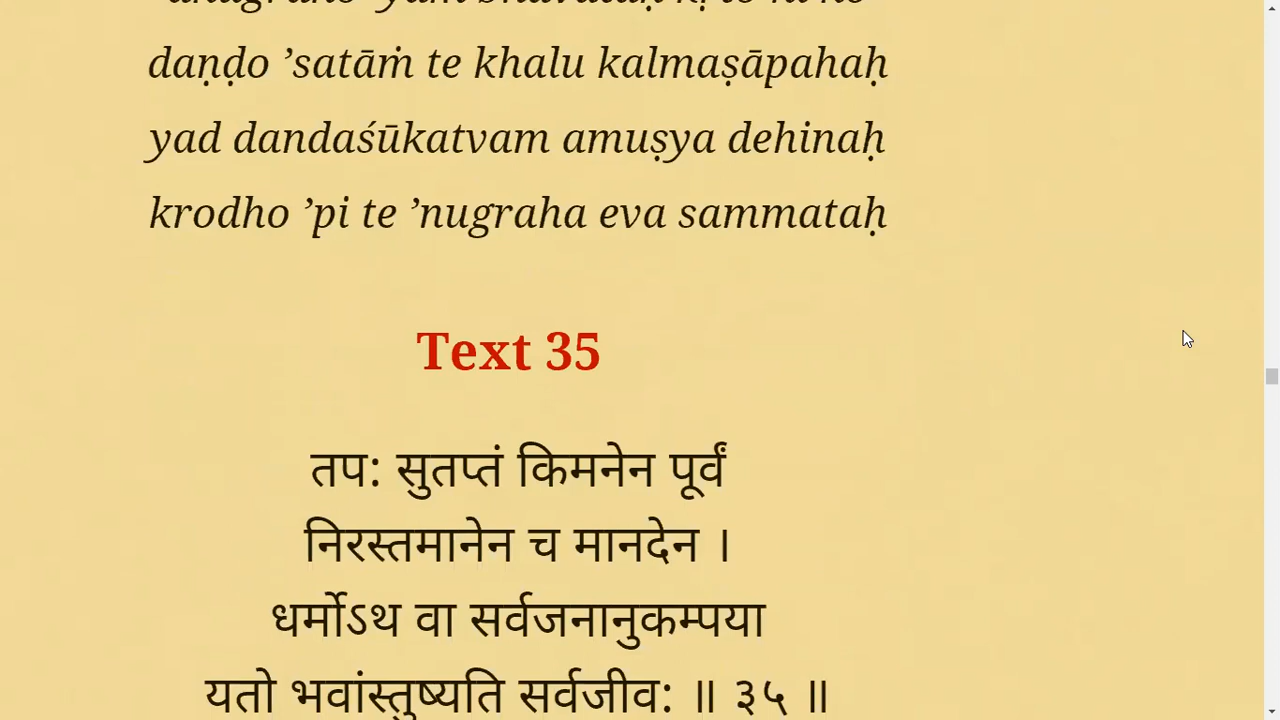 daṇḍo ’satāṁ te khalu kalmaṣāpahaḥ
yad dandaśūkatvam amuṣya dehinaḥ
krodho ’pi te ’nugraha eva sammataḥ
Text 35
तप: सुतप्तं किमनेन पूर्वं
निरस्तमानेन च मानदेन ।
धर्मोऽथ वा सर्वजनानुकम्पया
यतो भवांस्तुष्यति सर्वजीव: ॥ ३५ ॥